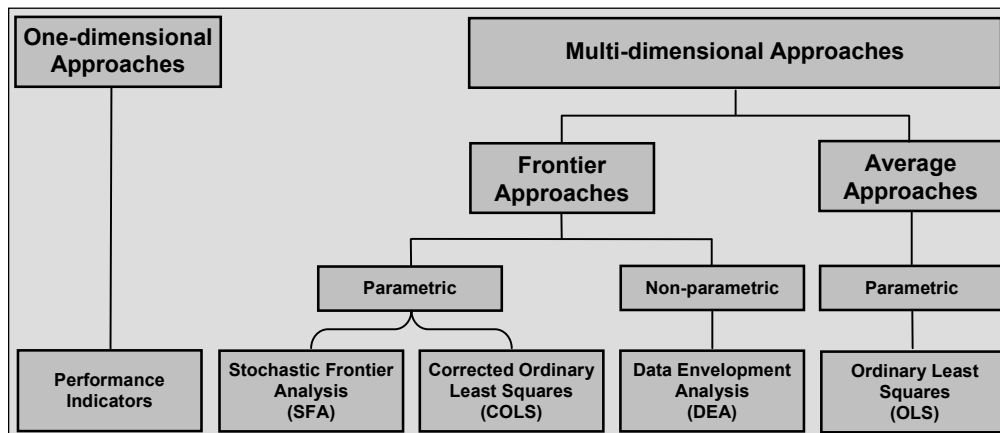 One-dimensional
Approaches
Multi-dimensional Approaches
Frontier
Approaches
Average
Approaches
Parametric
Non-parametric
Parametric
Performance
Indicators
Stochastic Frontier
Analysis
(SFA)
Corrected Ordinary
Least Squares
(COLS)
Data Envelopment
Analysis
(DEA)
Ordinary Least
Squares
(OLS)